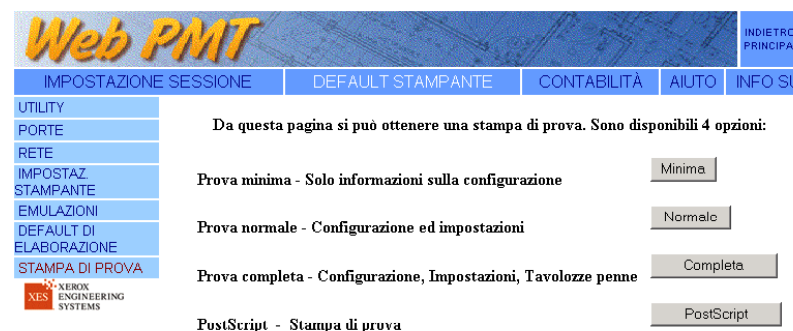 Web PMT
INDIETRO
PRINCIPA
IMPOSTAZIONE SESSIONE
DEFAULT STAMPANTE
CONTABILITÀ
AIUTO
INFO SU
UTILITY
PORTE
RETE
IMPOSTAZ.
STAMPANTE
EMULAZIONI
DEFAULT DI
ELABORAZIONE
STAMPA DI PROVA
XES
XEROX
ENGINEERING
SYSTEMS
Da questa pagina si può ottenere una stampa di prova. Sono disponibili 4 opzioni:
Prova minima - Solo informazioni sulla configurazione
Minima
Prova normale - Configurazione ed impostazioni
Normale
Prova completa - Configurazione, Impostazioni, Tavolozze penne
Completa
PostScript - Stampa di prova
PostScript